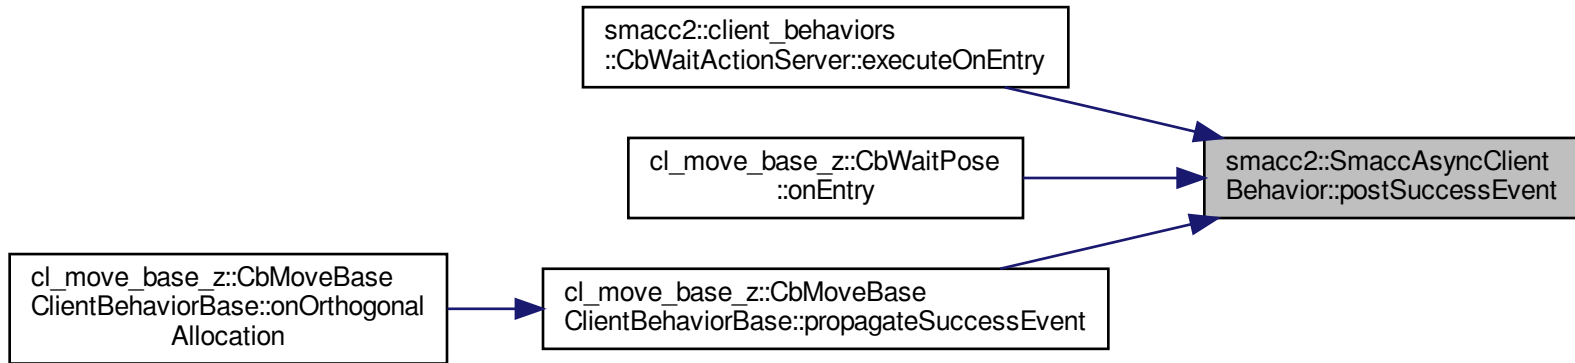 smacc2::client_behaviors
::CbWaitActionServer::executeOnEntry
cl_move_base_z::CbWaitPose
::onEntry
smacc2::SmaccAsyncClient
Behavior::postSuccessEvent
cl_move_base_z::CbMoveBase
ClientBehaviorBase::onOrthogonal
Allocation
cl_move_base_z::CbMoveBase
ClientBehaviorBase::propagateSuccessEvent